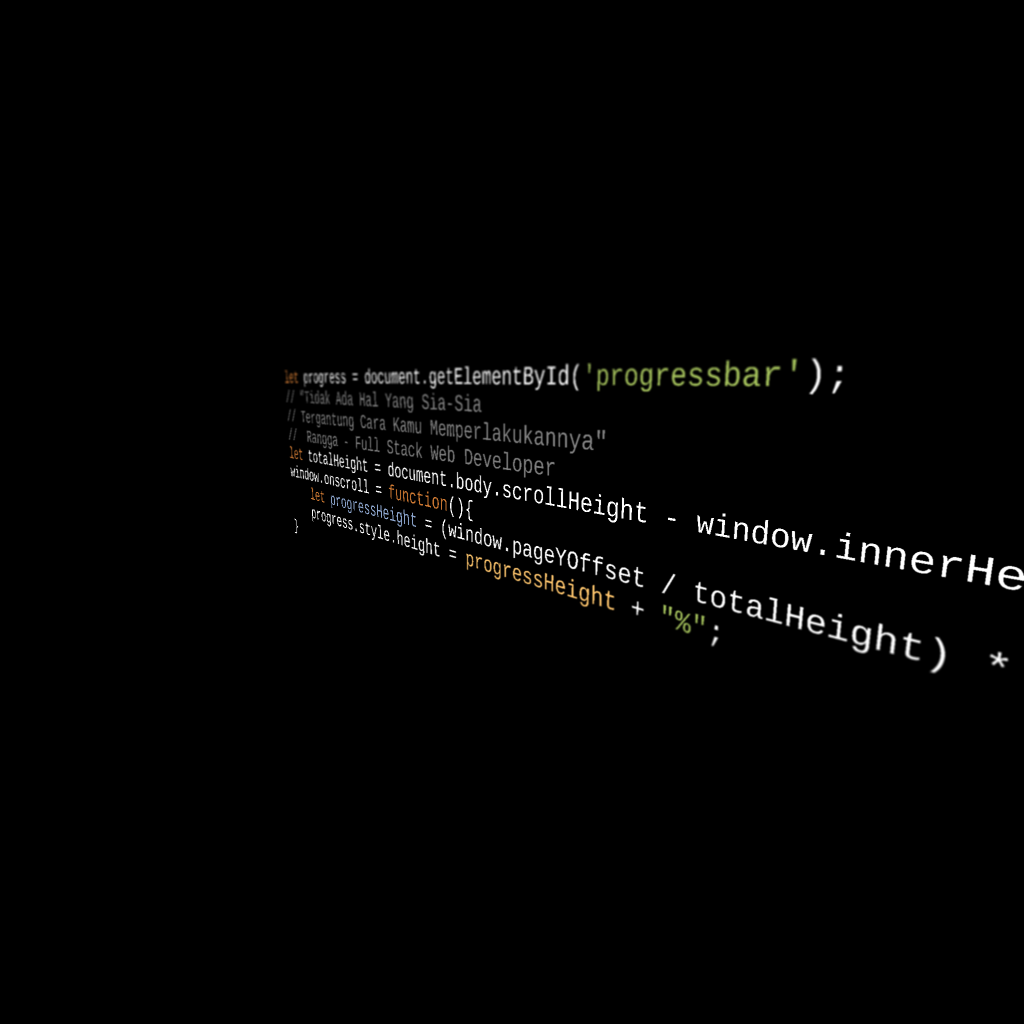 let progress = document.getElementById('progressbar');
// "Tidak Ada Hal Yang Sia-Sia
// Tergantung Cara Kamu Memperlakukannya"
// Rangga - Full Stack Web Developer
let totalHeight = document.body.scrollHeight - window.innerHe
window.onscroll = function(){
let progressHeight = (window.pageYOffset / totalHeight) *
progress.style.height = progressHeight + "%";
}